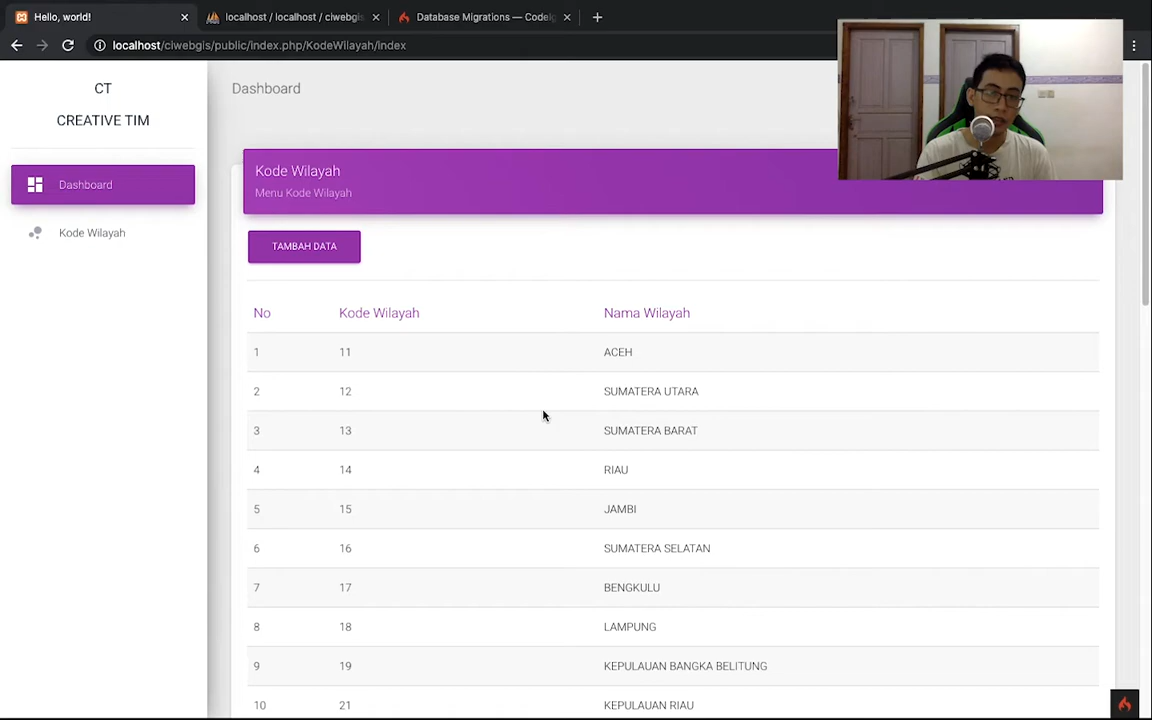 Hello, world!
localhost / localhost / ciwebgis
Database Migrations — CodeIg
localhost/ciwebgis/public/index.php/KodeWilayah/index
CT
CREATIVE TIM
Dashboard
Kode Wilayah
Dashboard
Kode Wilayah
Menu Kode Wilayah
TAMBAH DATA
No Kode Wilayah Nama Wilayah
1 11 ACEH
2 12 SUMATERA UTARA
3 13 SUMATERA BARAT
4 14 RIAU
5 15 JAMBI
6 16 SUMATERA SELATAN
7 17 BENGKULU
8 18 LAMPUNG
9 19 KEPULAUAN BANGKA BELITUNG
10 21 KEPULAUAN RIAU